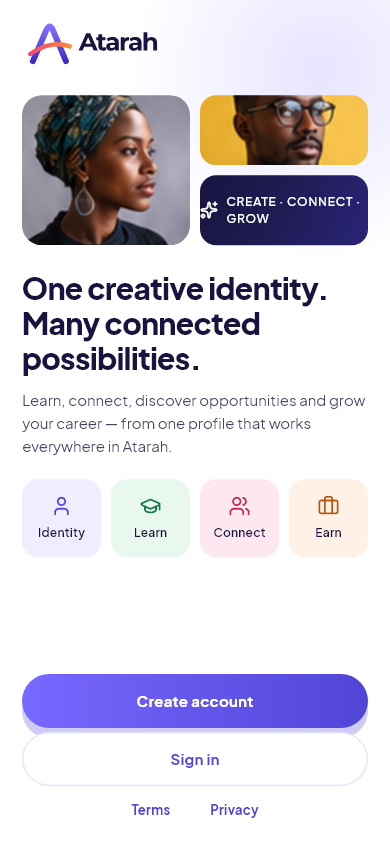 Atarah
CREATE · CONNECT ·
GROW
One creative identity.
Many connected
possibilities.
Learn, connect, discover opportunities and grow
your career — from one profile that works
everywhere in Atarah.
Identity
Learn
Connect
Earn
Create account
Sign in
Terms
Privacy